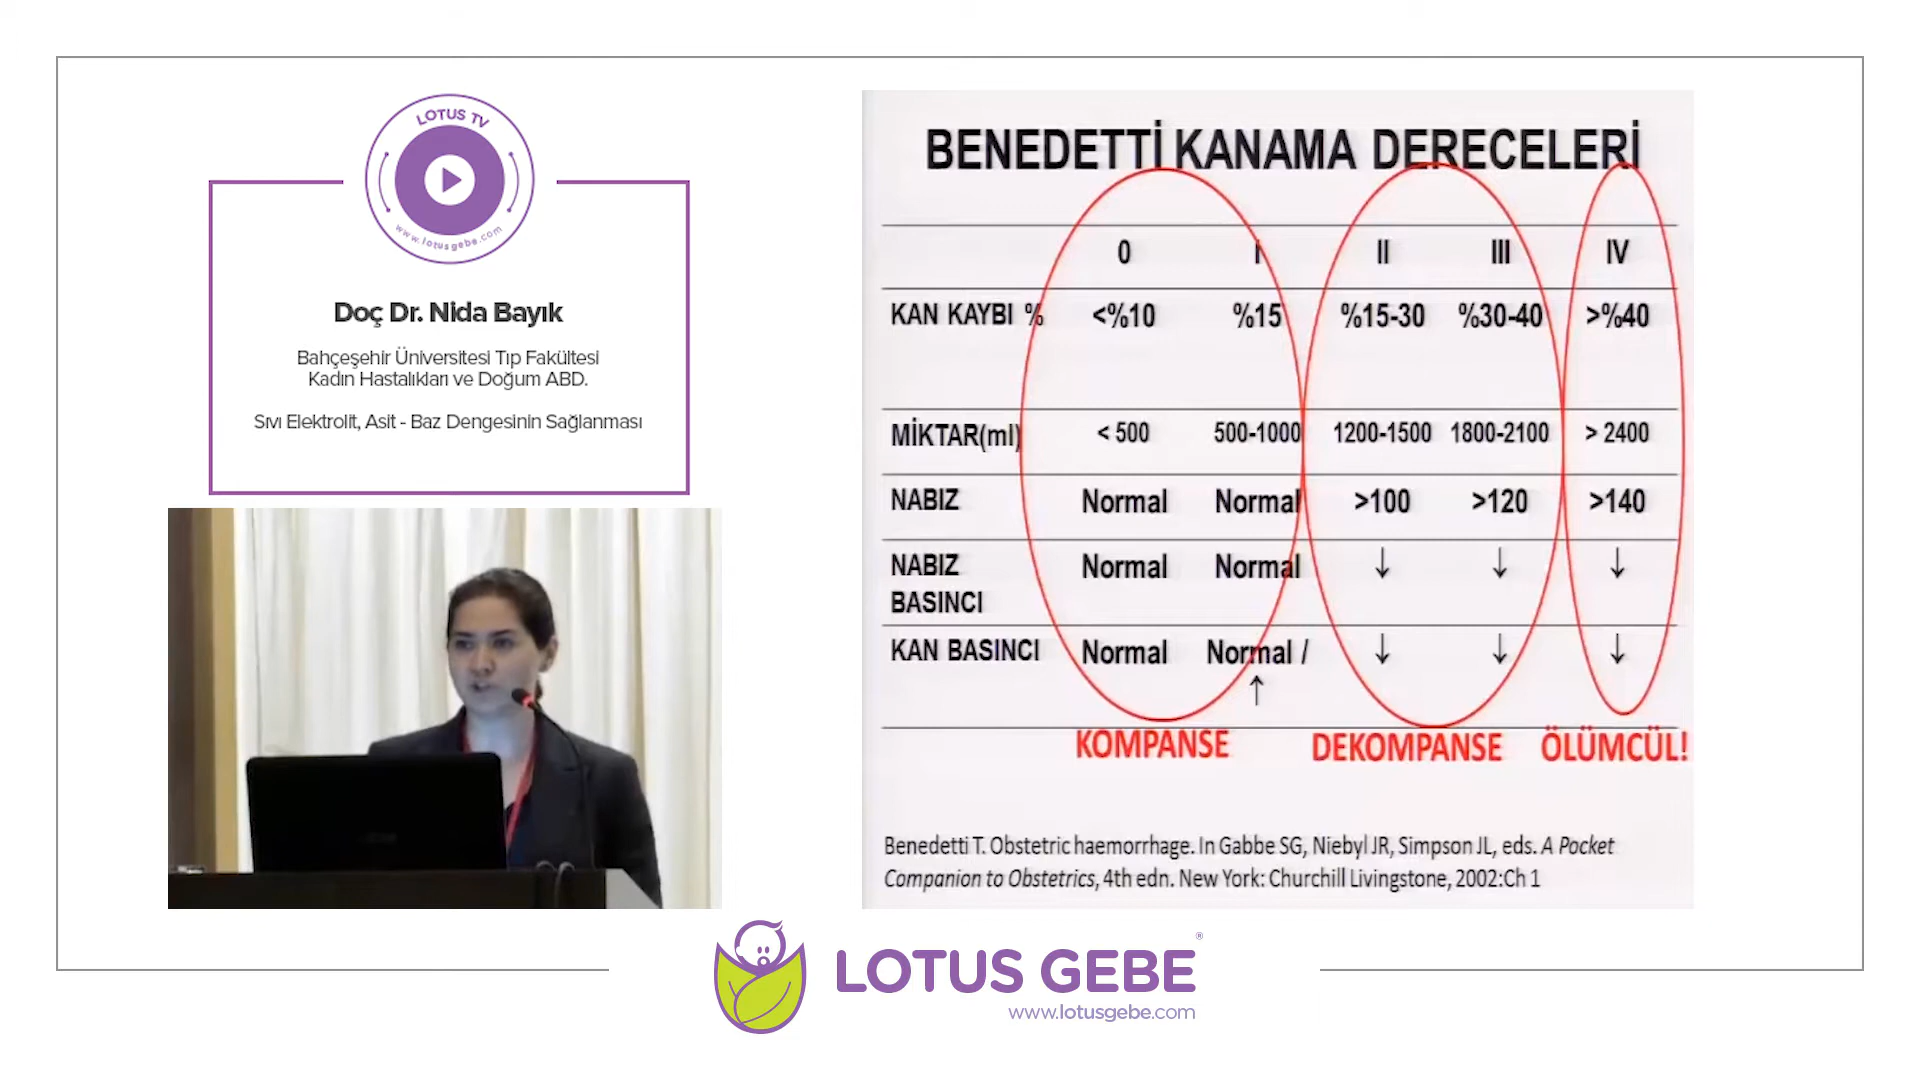 LOTUS TV
www.lotusgebe.com
Doç Dr. Nida Bayık
Bahçeşehir Üniversitesi Tıp Fakültesi
Kadın Hastalıkları ve Doğum ABD.
Sıvı Elektrolit, Asit - Baz Dengesinin Sağlanması
BENEDETTİ KANAMA DERECELERİ
0 I II III IV
KAN KAYBI % <%10 %15 %15-30 %30-40 >%40
MİKTAR(ml) < 500 500-1000 1200-1500 1800-2100 > 2400
NABIZ Normal Normal >100 >120 >140
NABIZ Normal Normal ↓ ↓ ↓
BASINCI
KAN BASINCI Normal Normal / ↓ ↓ ↓
↑
KOMPANSE DEKOMPANSE ÖLÜMCÜL!
Benedetti T. Obstetric haemorrhage. In Gabbe SG, Niebyl JR, Simpson JL, eds. A Pocket
Companion to Obstetrics, 4th edn. New York: Churchill Livingstone, 2002:Ch 1
LOTUS GEBE ®
www.lotusgebe.com